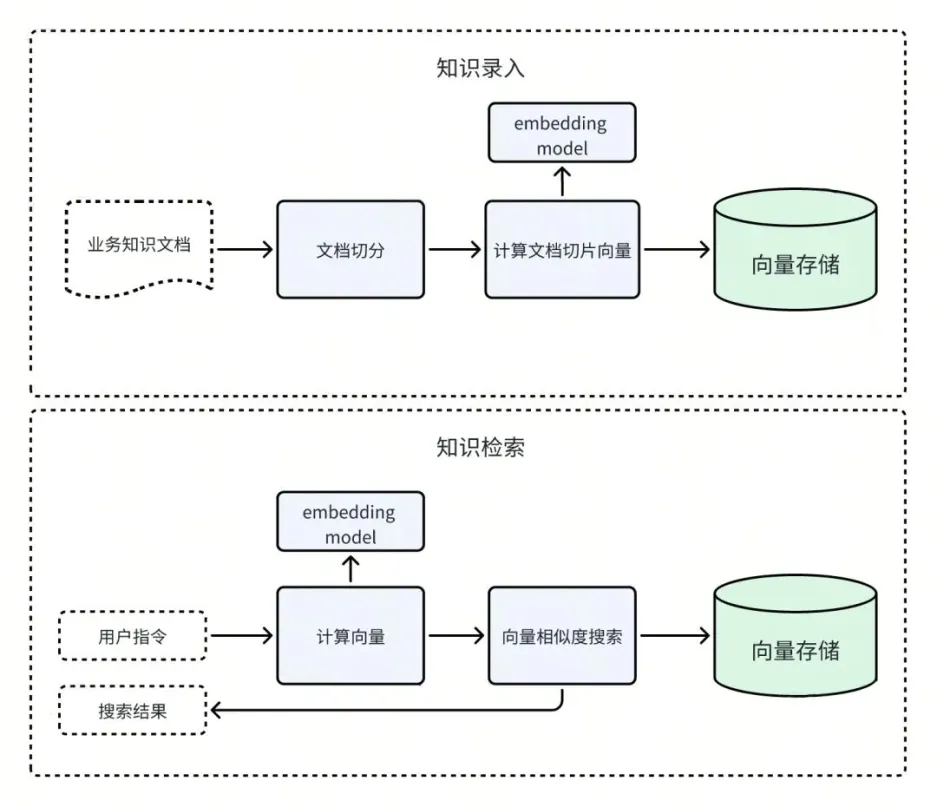 知识录入
embedding
model
业务知识文档
文档切分
计算文档切片向量
向量存储
知识检索
embedding
model
用户指令
计算向量
向量相似度搜索
向量存储
搜索结果